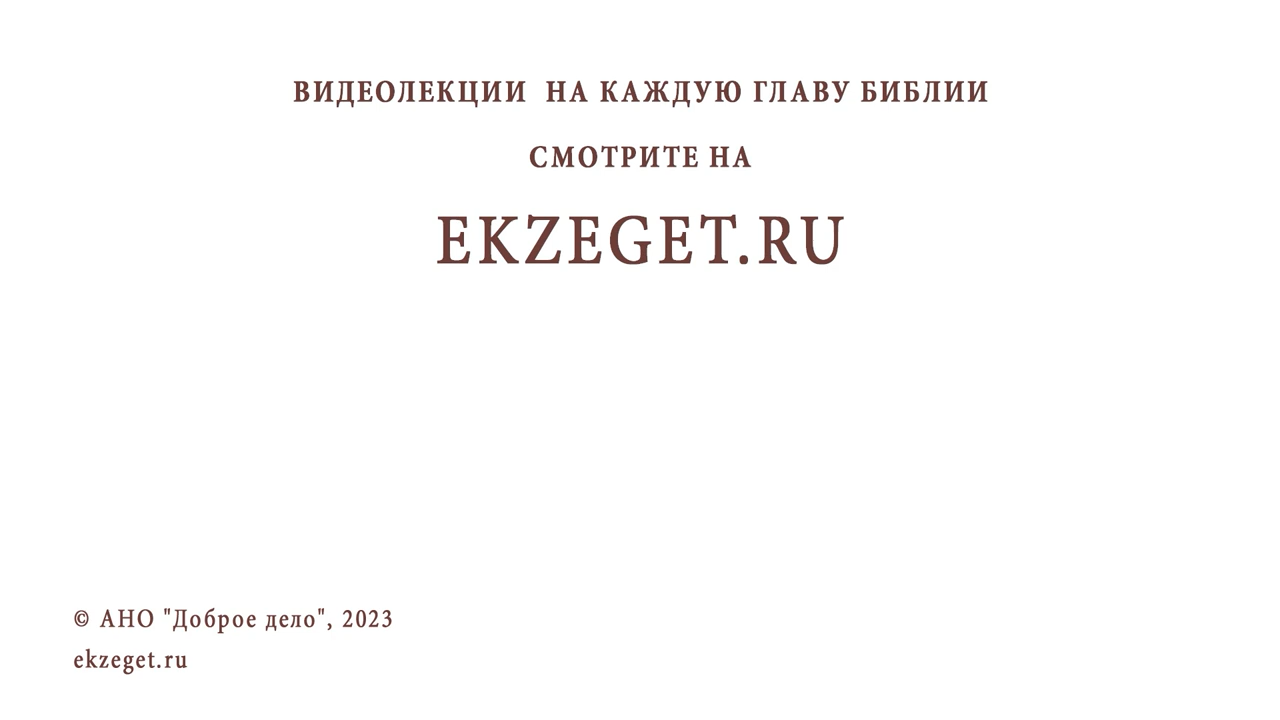 ВИДЕОЛЕКЦИИ НА КАЖДУЮ ГЛАВУ БИБЛИИ
СМОТРИТЕ НА
EKZEGET.RU
© АНО "Доброе дело", 2023
ekzeget.ru